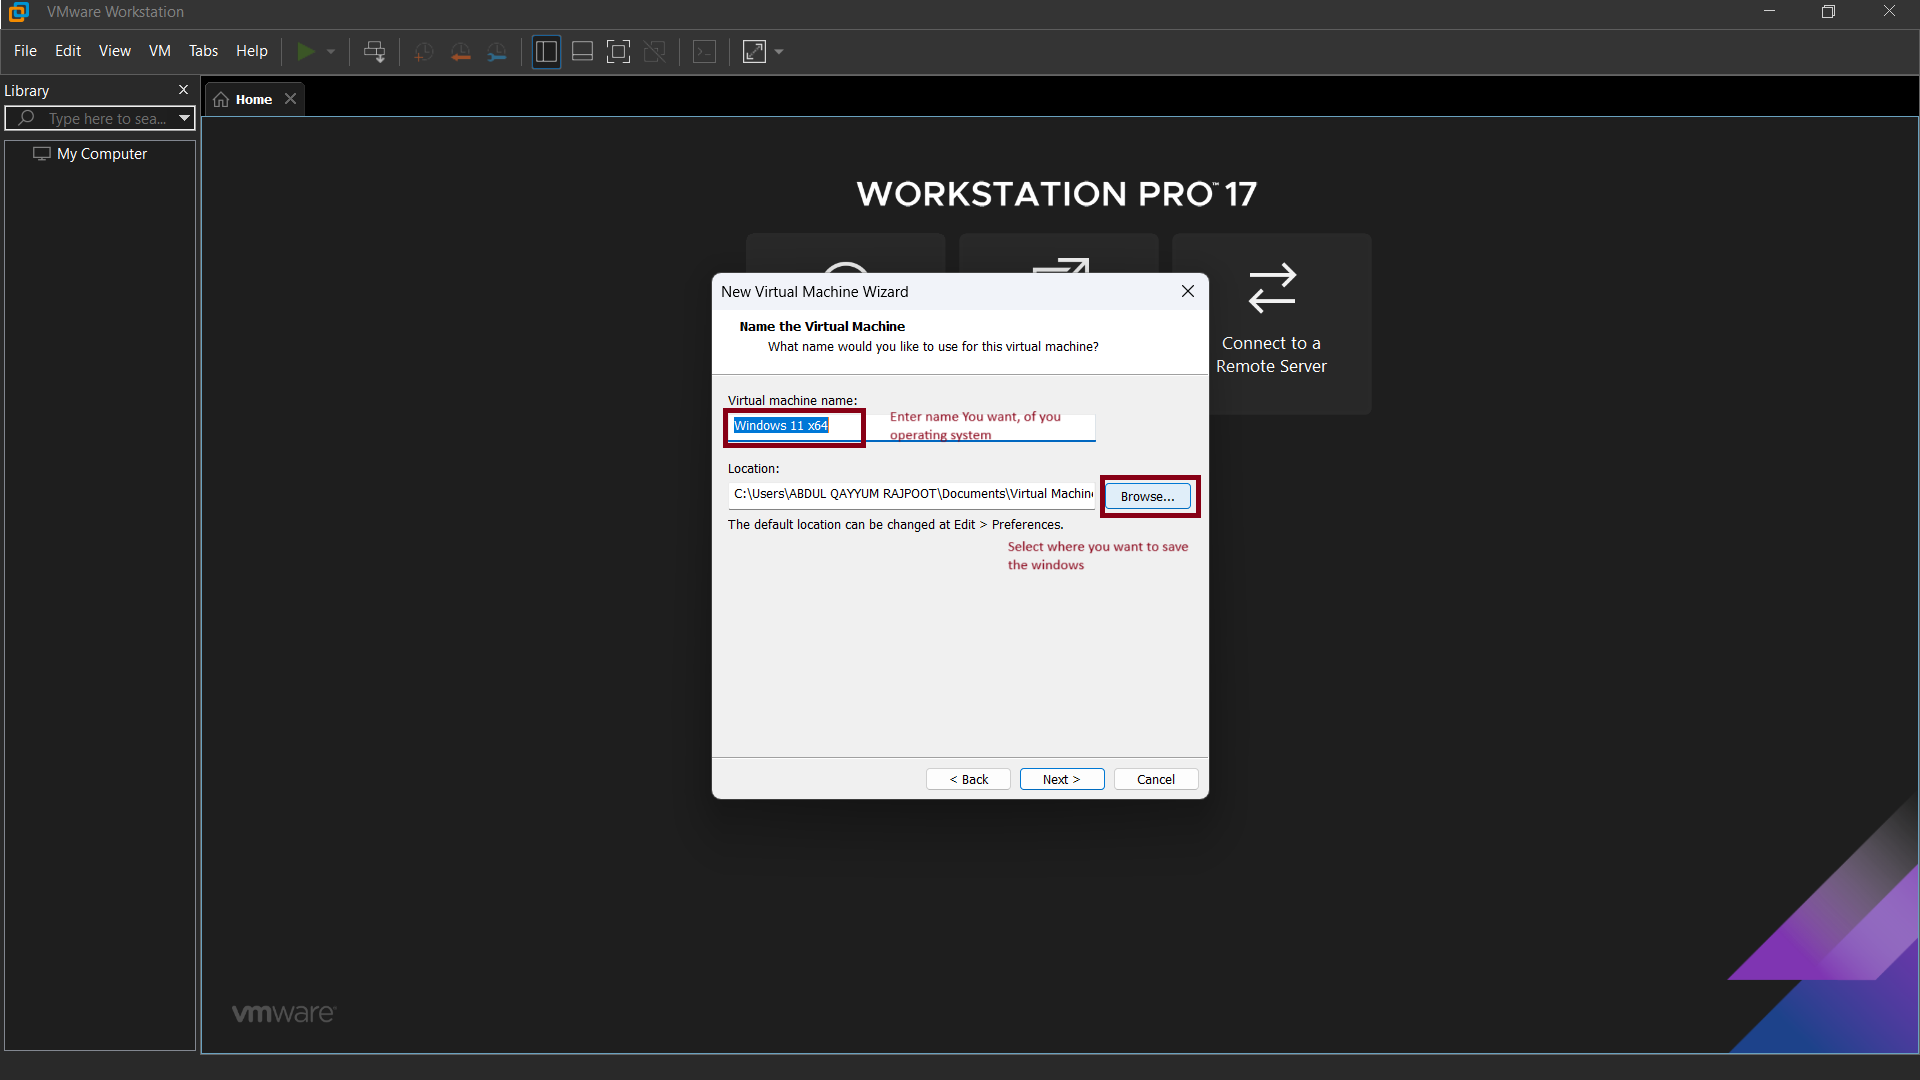 VMware Workstation
File Edit View VM Tabs Help
Library
Type here to sea...
My Computer
Home
WORKSTATION PRO™ 17
Connect to a
Remote Server
New Virtual Machine Wizard
Name the Virtual Machine
What name would you like to use for this virtual machine?
Virtual machine name:
Windows 11 x64
Enter name You want, of you
operating system
Location:
C:\Users\ABDUL QAYYUM RAJPOOT\Documents\Virtual Machine
Browse...
The default location can be changed at Edit > Preferences.
Select where you want to save
the windows
< Back Next > Cancel
vmware